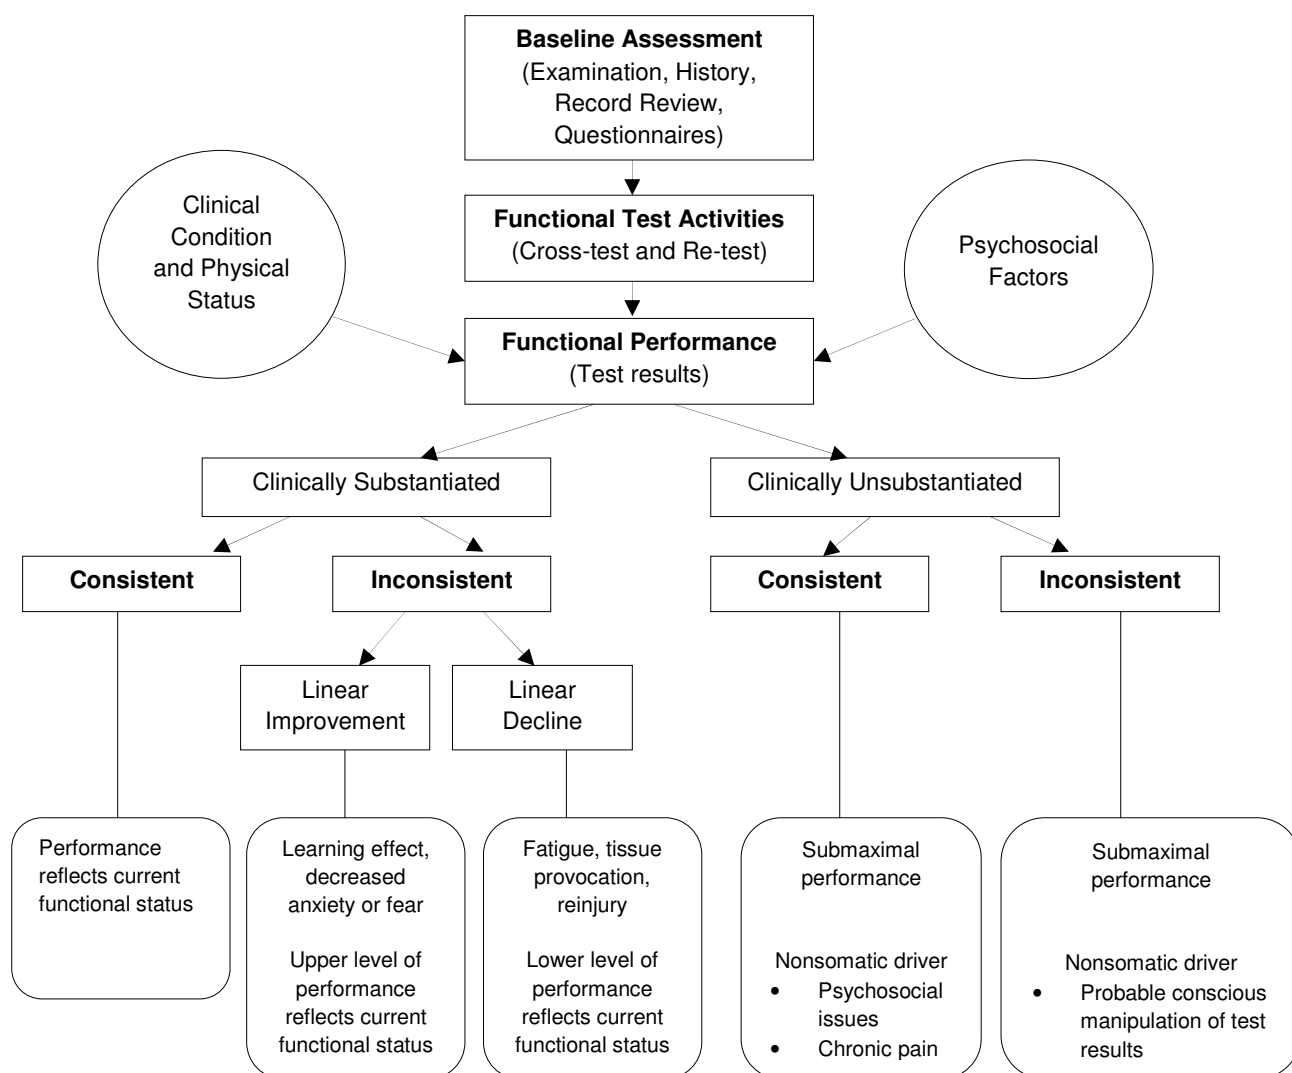 Baseline Assessment
(Examination, History,
Record Review,
Questionnaires)
Clinical
Condition
and Physical
Status
Functional Test Activities
(Cross-test and Re-test)
Psychosocial
Factors
Functional Performance
(Test results)
Clinically Substantiated
Clinically Unsubstantiated
Consistent
Inconsistent
Consistent
Inconsistent
Linear
Improvement
Linear
Decline
Performance
reflects current
functional status
Learning effect,
decreased
anxiety or fear
Upper level of
performance
reflects current
functional status
Fatigue, tissue
provocation,
reinjury
Lower level of
performance
reflects current
functional status
Submaximal
performance
Nonsomatic driver
• Psychosocial
issues
• Chronic pain
Submaximal
performance
Nonsomatic driver
• Probable conscious
manipulation of test
results